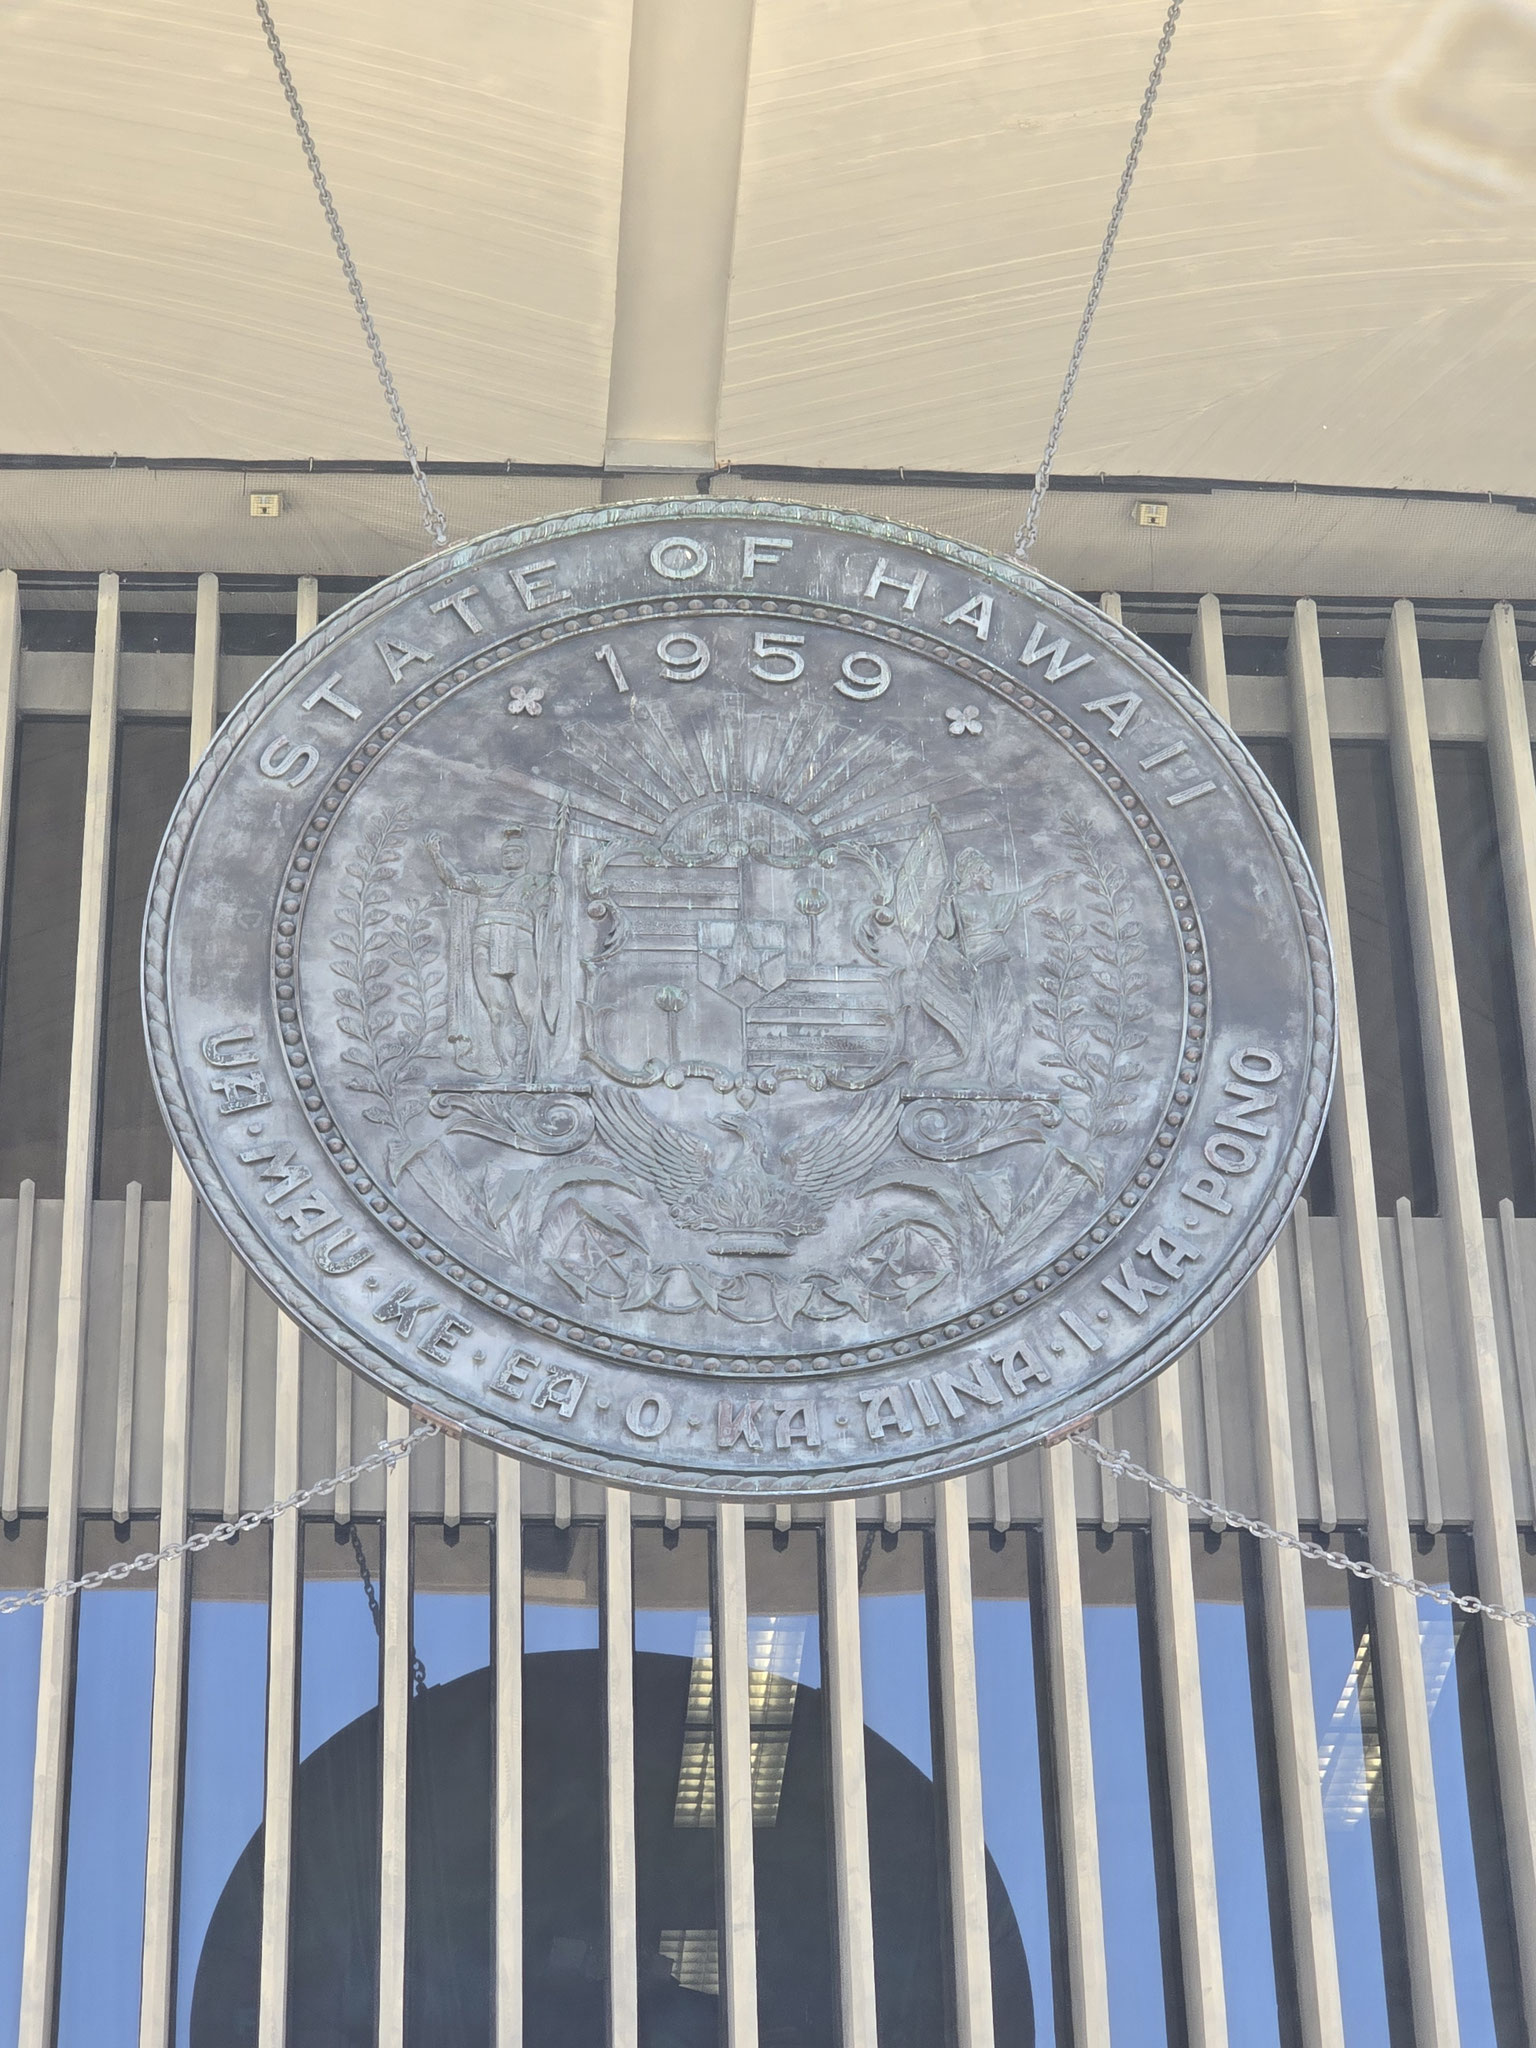 STATE OF HAWAII
1959
UA·MAU·KE·EA·O·KA·AINA·I·KA·PONO